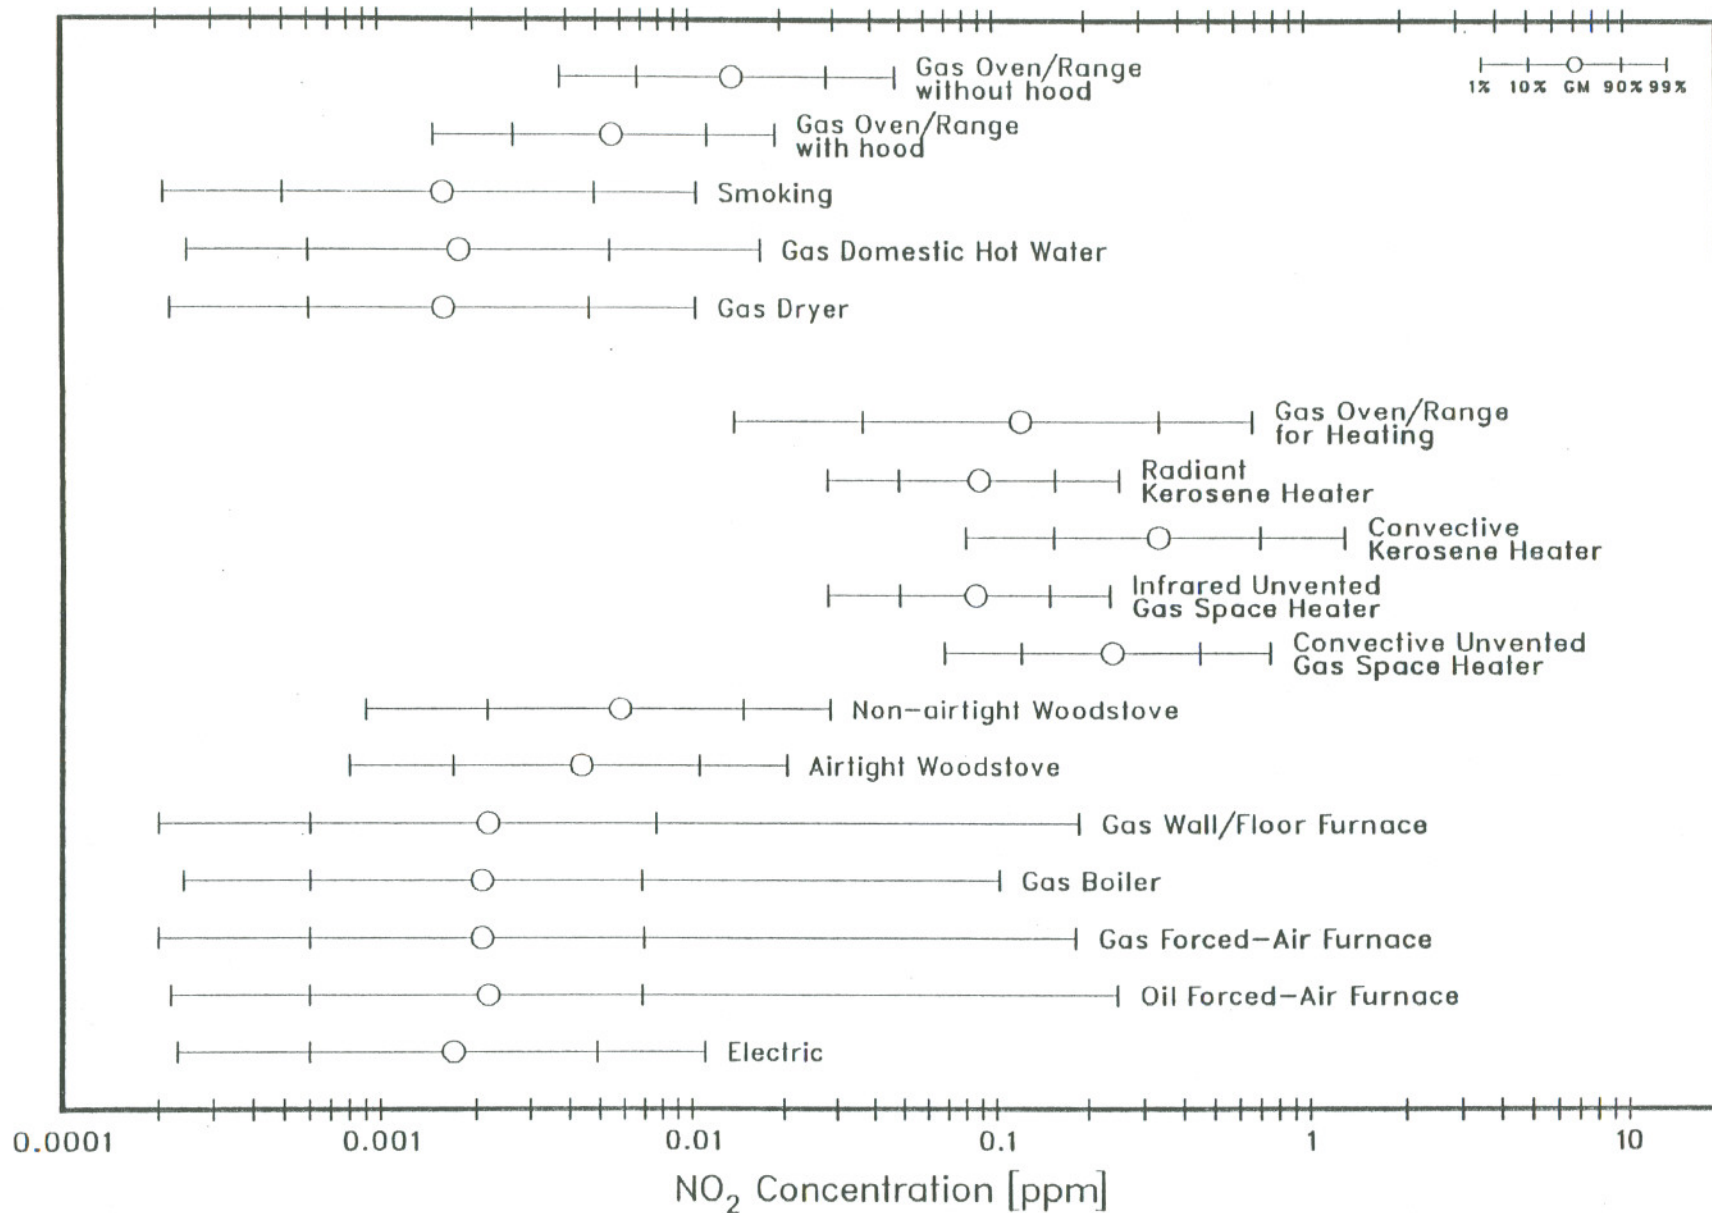 Gas Oven/Range
without hood
1% 10% GM 90% 99%
Gas Oven/Range
with hood
Smoking
Gas Domestic Hot Water
Gas Dryer
Gas Oven/Range
for Heating
Radiant
Kerosene Heater
Convective
Kerosene Heater
Infrared Unvented
Gas Space Heater
Convective Unvented
Gas Space Heater
Non-airtight Woodstove
Airtight Woodstove
Gas Wall/Floor Furnace
Gas Boiler
Gas Forced-Air Furnace
Oil Forced-Air Furnace
Electric
0.0001 0.001 0.01 0.1 1 10
NO₂ Concentration [ppm]